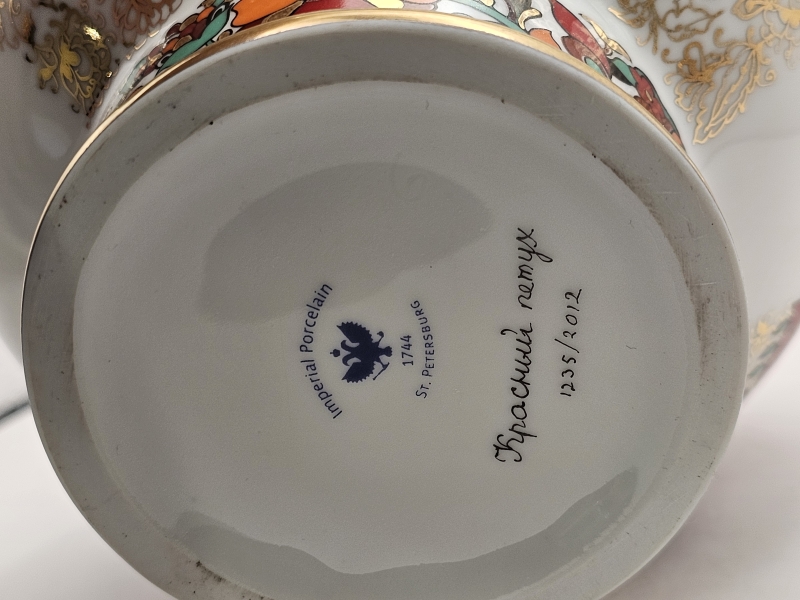 Imperial Porcelain
1744
St. Petersburg
Красный петух
1235/2012